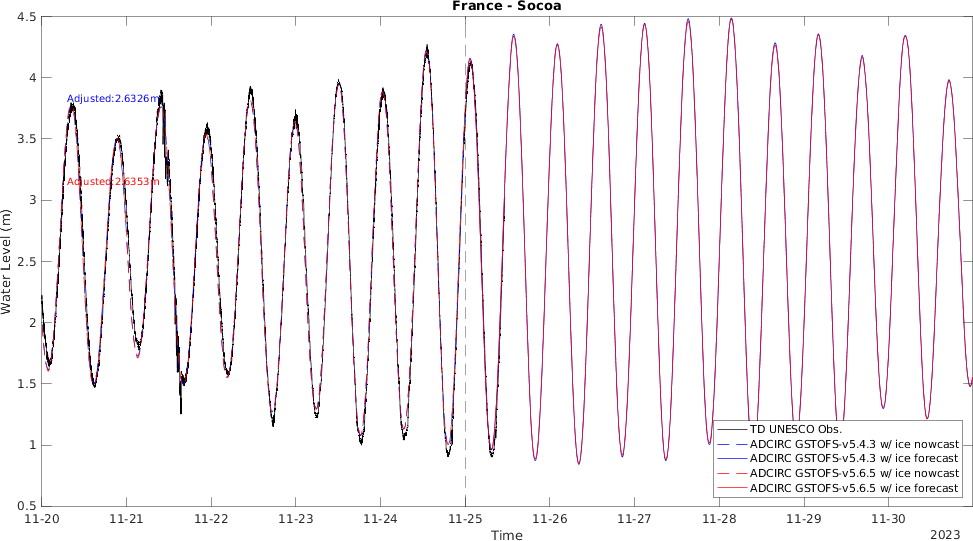 France - Socoa
4.5
4
3.5
3
2.5
2
1.5
1
0.5
Water Level (m)
Adjusted:2.6326m
Adjusted:2.6353m
TD UNESCO Obs.
ADCIRC GSTOFS-v5.4.3 w/ ice nowcast
ADCIRC GSTOFS-v5.4.3 w/ ice forecast
ADCIRC GSTOFS-v5.6.5 w/ ice nowcast
ADCIRC GSTOFS-v5.6.5 w/ ice forecast
11-20 11-21 11-22 11-23 11-24 11-25 11-26 11-27 11-28 11-29 11-30
Time
2023